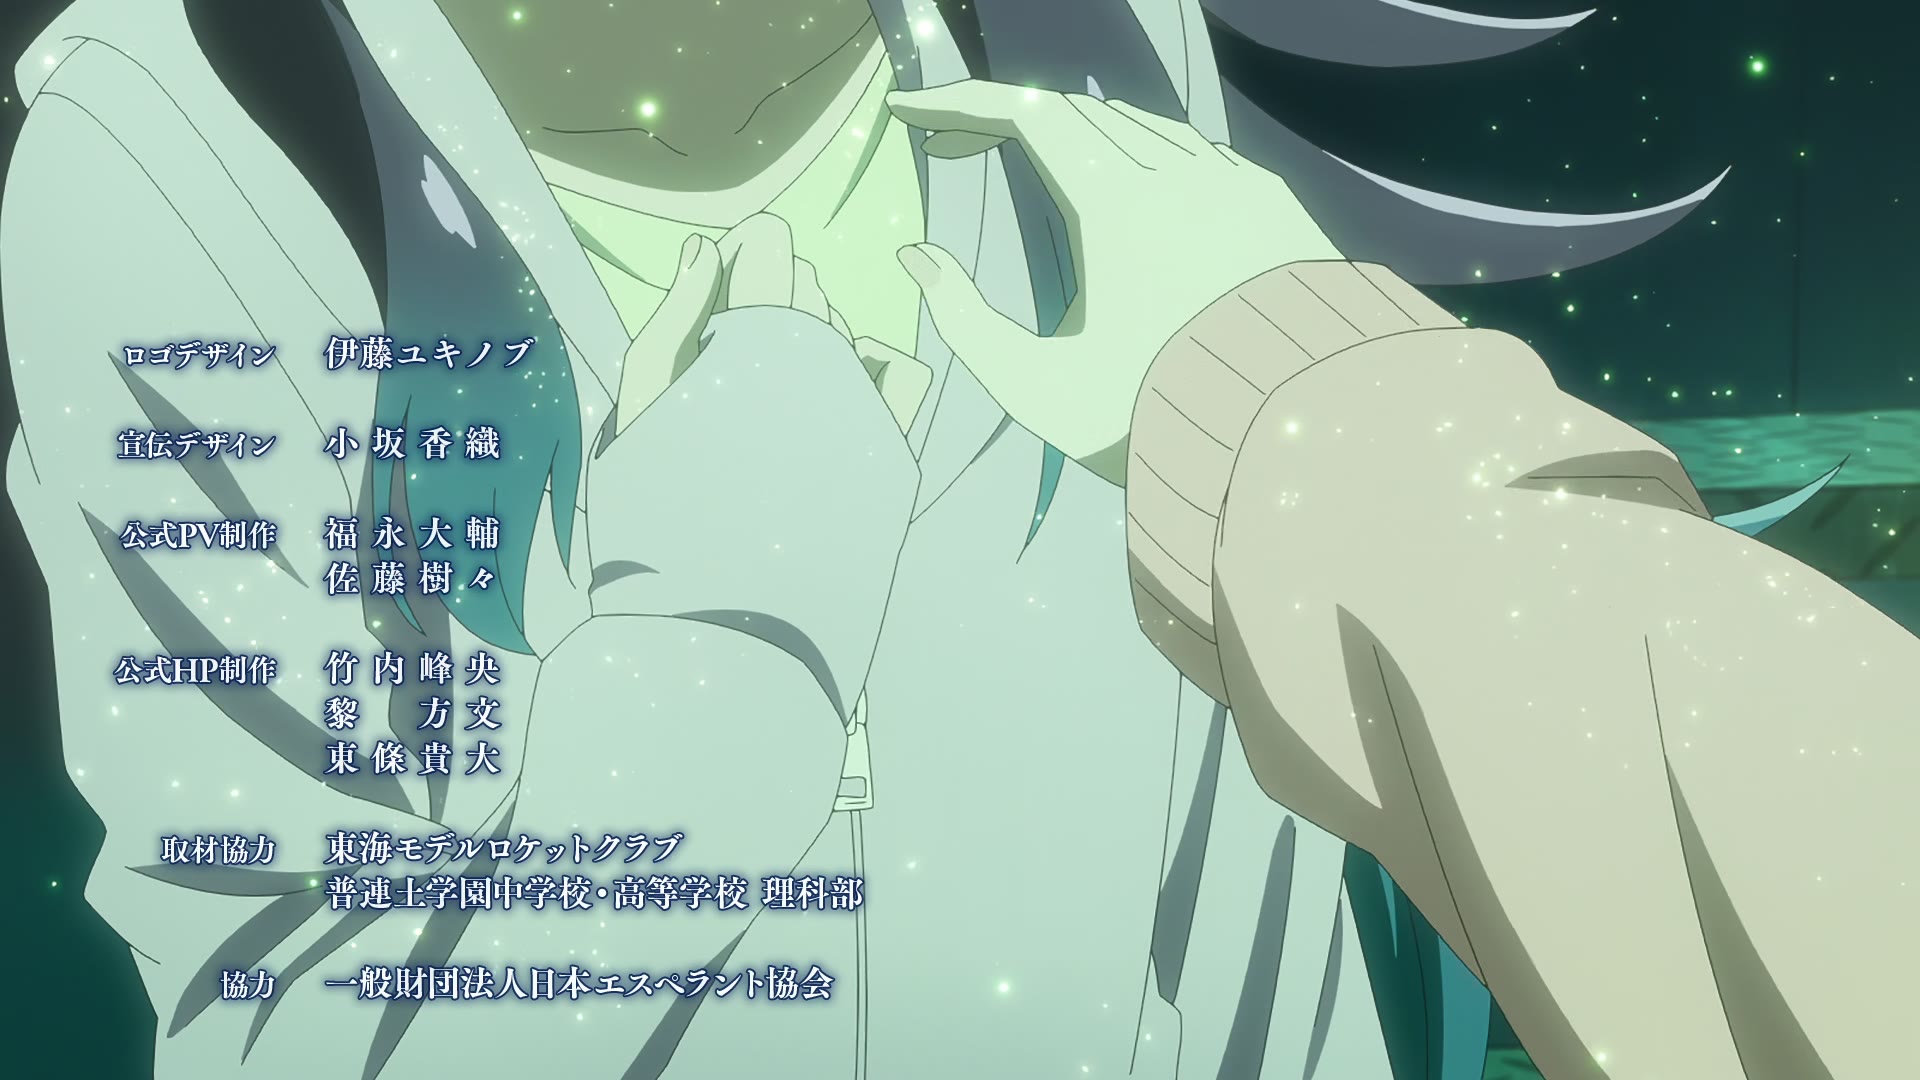 ロゴデザイン 伊藤ユキノブ
宣伝デザイン 小坂香織
公式PV制作 福永大輔
佐藤樹々
公式HP制作 竹内峰央
黎 方文
東條貴大
取材協力 東海モデルロケットクラブ
普連土学園中学校・高等学校 理科部
協力 一般財団法人日本エスペラント協会